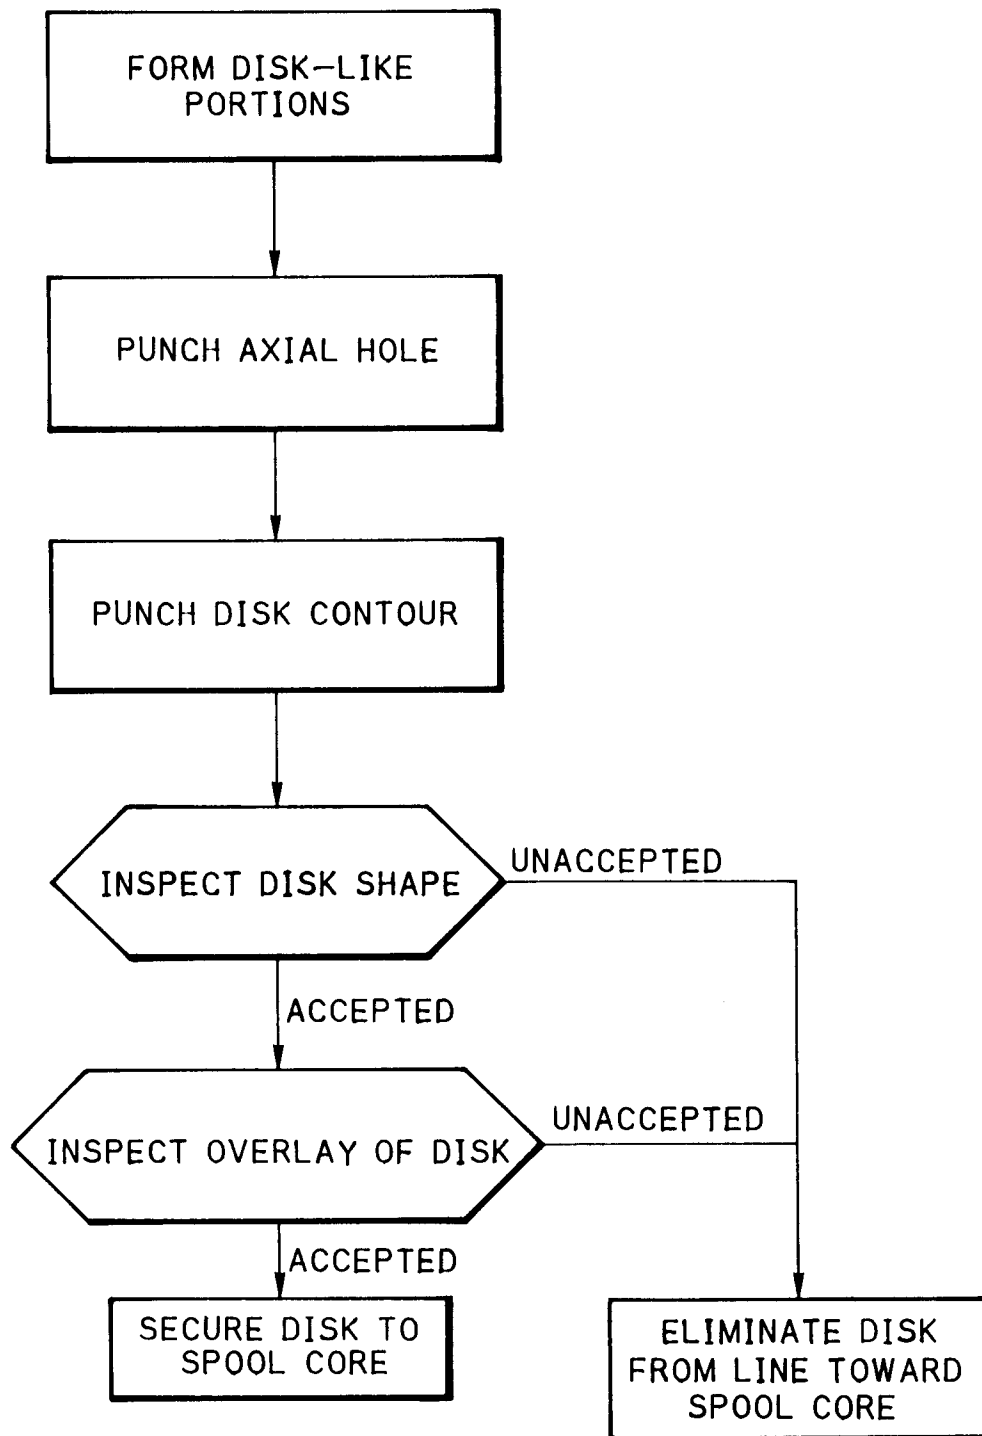 FORM DISK-LIKE
PORTIONS
PUNCH AXIAL HOLE
PUNCH DISK CONTOUR
INSPECT DISK SHAPE
UNACCEPTED
ACCEPTED
INSPECT OVERLAY OF DISK
UNACCEPTED
ACCEPTED
SECURE DISK TO
SPOOL CORE
ELIMINATE DISK
FROM LINE TOWARD
SPOOL CORE